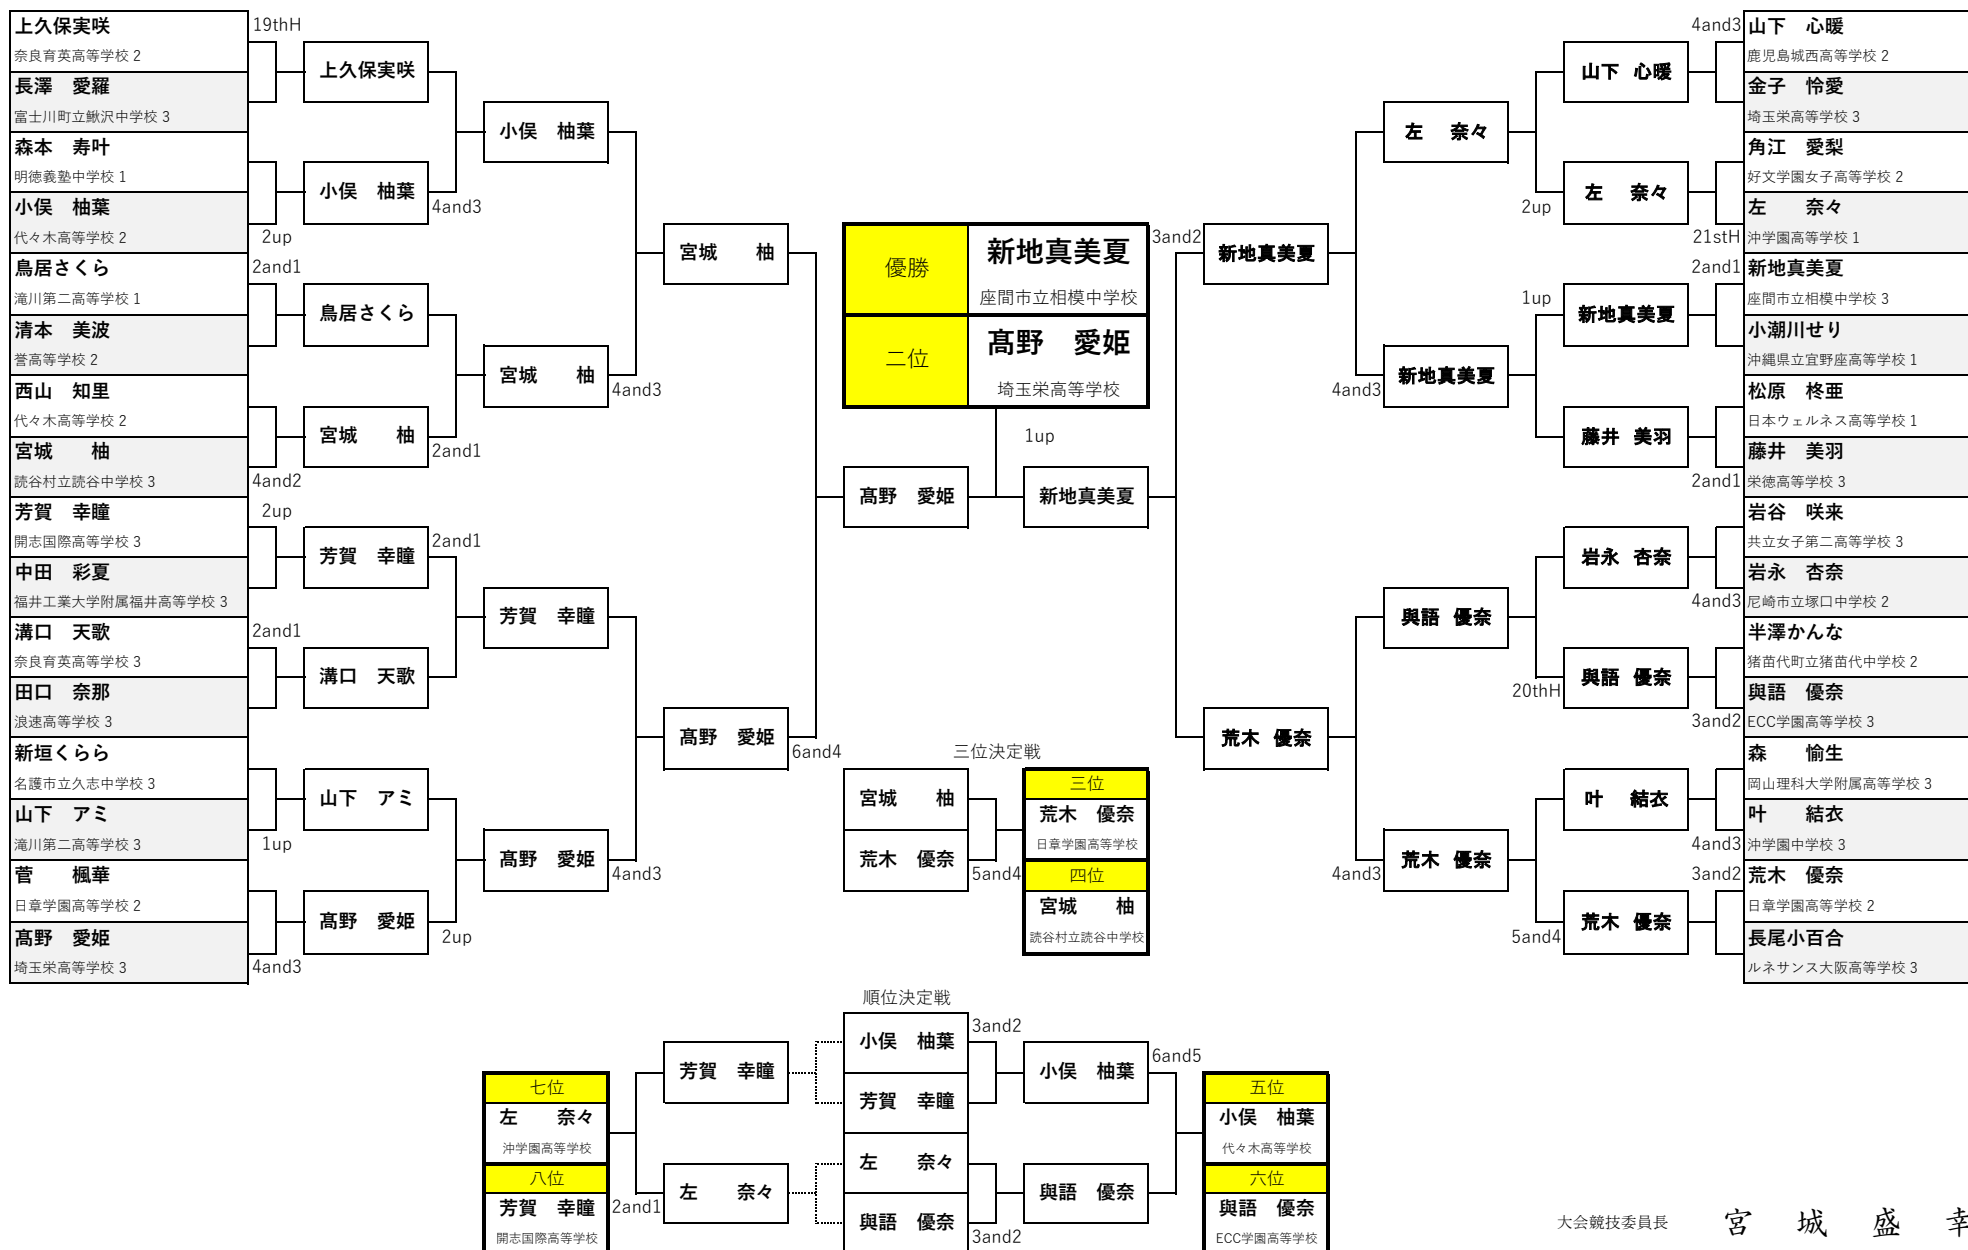 上久保実咲
奈良育英高等学校 2
長澤 愛羅
富士川町立鰍沢中学校 3
森本 寿叶
明徳義塾中学校 1
小俣 柚葉
代々木高等学校 2
鳥居さくら
滝川第二高等学校 1
清本 美波
誉高等学校 2
西山 知里
代々木高等学校 2
宮城 柚
読谷村立読谷中学校 3
芳賀 幸瞳
開志国際高等学校 3
中田 彩夏
福井工業大学附属福井高等学校 3
溝口 天歌
奈良育英高等学校 3
田口 奈那
浪速高等学校 3
新垣くらら
名護市立久志中学校 3
山下 アミ
滝川第二高等学校 3
菅 楓華
日章学園高等学校 2
髙野 愛姫
埼玉栄高等学校 3
19thH
2up
2and1
4and2
2up
2and1
1up
4and3
上久保実咲
小俣 柚葉
鳥居さくら
宮城 柚
芳賀 幸瞳
溝口 天歌
山下 アミ
髙野 愛姫
4and3
2and1
2and1
2up
小俣 柚葉
宮城 柚
芳賀 幸瞳
髙野 愛姫
4and3
4and3
宮城 柚
髙野 愛姫
6and4
優勝
新地真美夏
座間市立相模中学校
二位
髙野 愛姫
埼玉栄高等学校
1up
髙野 愛姫
新地真美夏
3and2
新地真美夏
荒木 優奈
4and3
4and3
左 奈々
新地真美夏
與語 優奈
荒木 優奈
2up
1up
20thH
5and4
山下 心暖
左 奈々
新地真美夏
藤井 美羽
岩永 杏奈
與語 優奈
叶 結衣
荒木 優奈
4and3
21stH
2and1
2and1
4and3
3and2
4and3
3and2
山下 心暖
鹿児島城西高等学校 2
金子 怜愛
埼玉栄高等学校 3
角江 愛梨
好文学園女子高等学校 2
左 奈々
沖学園高等学校 1
新地真美夏
座間市立相模中学校 3
小潮川せり
沖縄県立宜野座高等学校 1
松原 柊亜
日本ウェルネス高等学校 1
藤井 美羽
栄徳高等学校 3
岩谷 咲来
共立女子第二高等学校 3
岩永 杏奈
尼崎市立塚口中学校 2
半澤かんな
猪苗代町立猪苗代中学校 2
與語 優奈
ECC学園高等学校 3
森 愉生
岡山理科大学附属高等学校 3
叶 結衣
沖学園中学校 3
荒木 優奈
日章学園高等学校 2
長尾小百合
ルネサンス大阪高等学校 3
三位決定戦
宮城 柚
荒木 優奈
5and4
三位
荒木 優奈
日章学園高等学校
四位
宮城 柚
読谷村立読谷中学校
順位決定戦
小俣 柚葉
芳賀 幸瞳
左 奈々
與語 優奈
3and2
3and2
小俣 柚葉
與語 優奈
6and5
五位
小俣 柚葉
代々木高等学校
六位
與語 優奈
ECC学園高等学校
芳賀 幸瞳
左 奈々
2and1
七位
左 奈々
沖学園高等学校
八位
芳賀 幸瞳
開志国際高等学校
大会競技委員長 宮 城 盛 幸